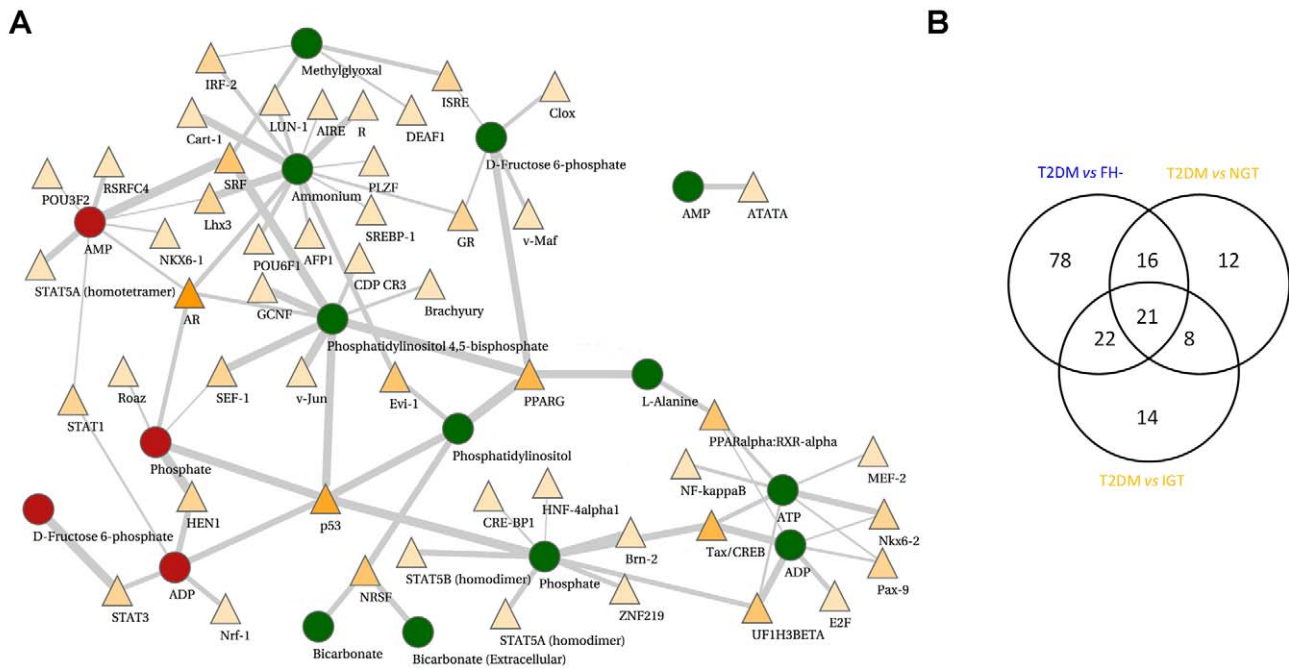 A
B
Methylglyoxal
IRF-2
ISRE
Clox
Cart-1
LUN-1
AIRE
R
DEAF1
D-Fructose 6-phosphate
POU3F2
RSRFC4
SRF
Ammonium
PLZF
AMP
Lhx3
SREBP-1
GR
v-Maf
AMP
ATATA
NKX6-1
POU6F1
AFP1
CDP CR3
STAT5A (homotetramer)
AR
GCNF
Brachyury
Phosphatidylinositol 4,5-bisphosphate
Roaz
SEF-1
v-Jun
Evi-1
PPARG
L-Alanine
STAT1
PPARalpha:RXR-alpha
Phosphate
Phosphatidylinositol
NF-kappaB
MEF-2
ATP
HEN1
p53
CRE-BP1
HNF-4alpha1
Nkx6-2
D-Fructose 6-phosphate
Tax/CREB
ADP
Brn-2
STAT5B (homodimer)
Phosphate
Pax-9
ADP
NRSF
STAT3
Nrf-1
ZNF219
E2F
STAT5A (homodimer)
UF1H3BETA
Bicarbonate
Bicarbonate (Extracellular)
T2DM vs FH-
T2DM vs NGT
78
16
12
21
22
8
14
T2DM vs IGT